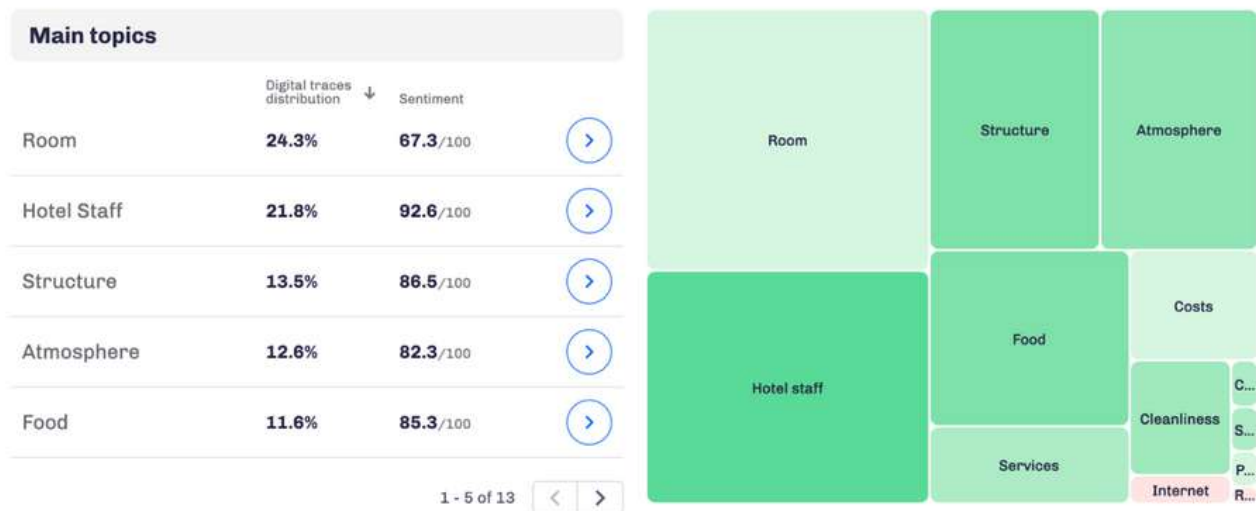 Main topics
Digital traces
distribution ↓ Sentiment
Room 24.3% 67.3/100
Hotel Staff 21.8% 92.6/100
Structure 13.5% 86.5/100
Atmosphere 12.6% 82.3/100
Food 11.6% 85.3/100
1 - 5 of 13
Room
Structure
Atmosphere
Hotel staff
Food
Costs
Services
Cleanliness
C...
S...
P...
Internet
R...